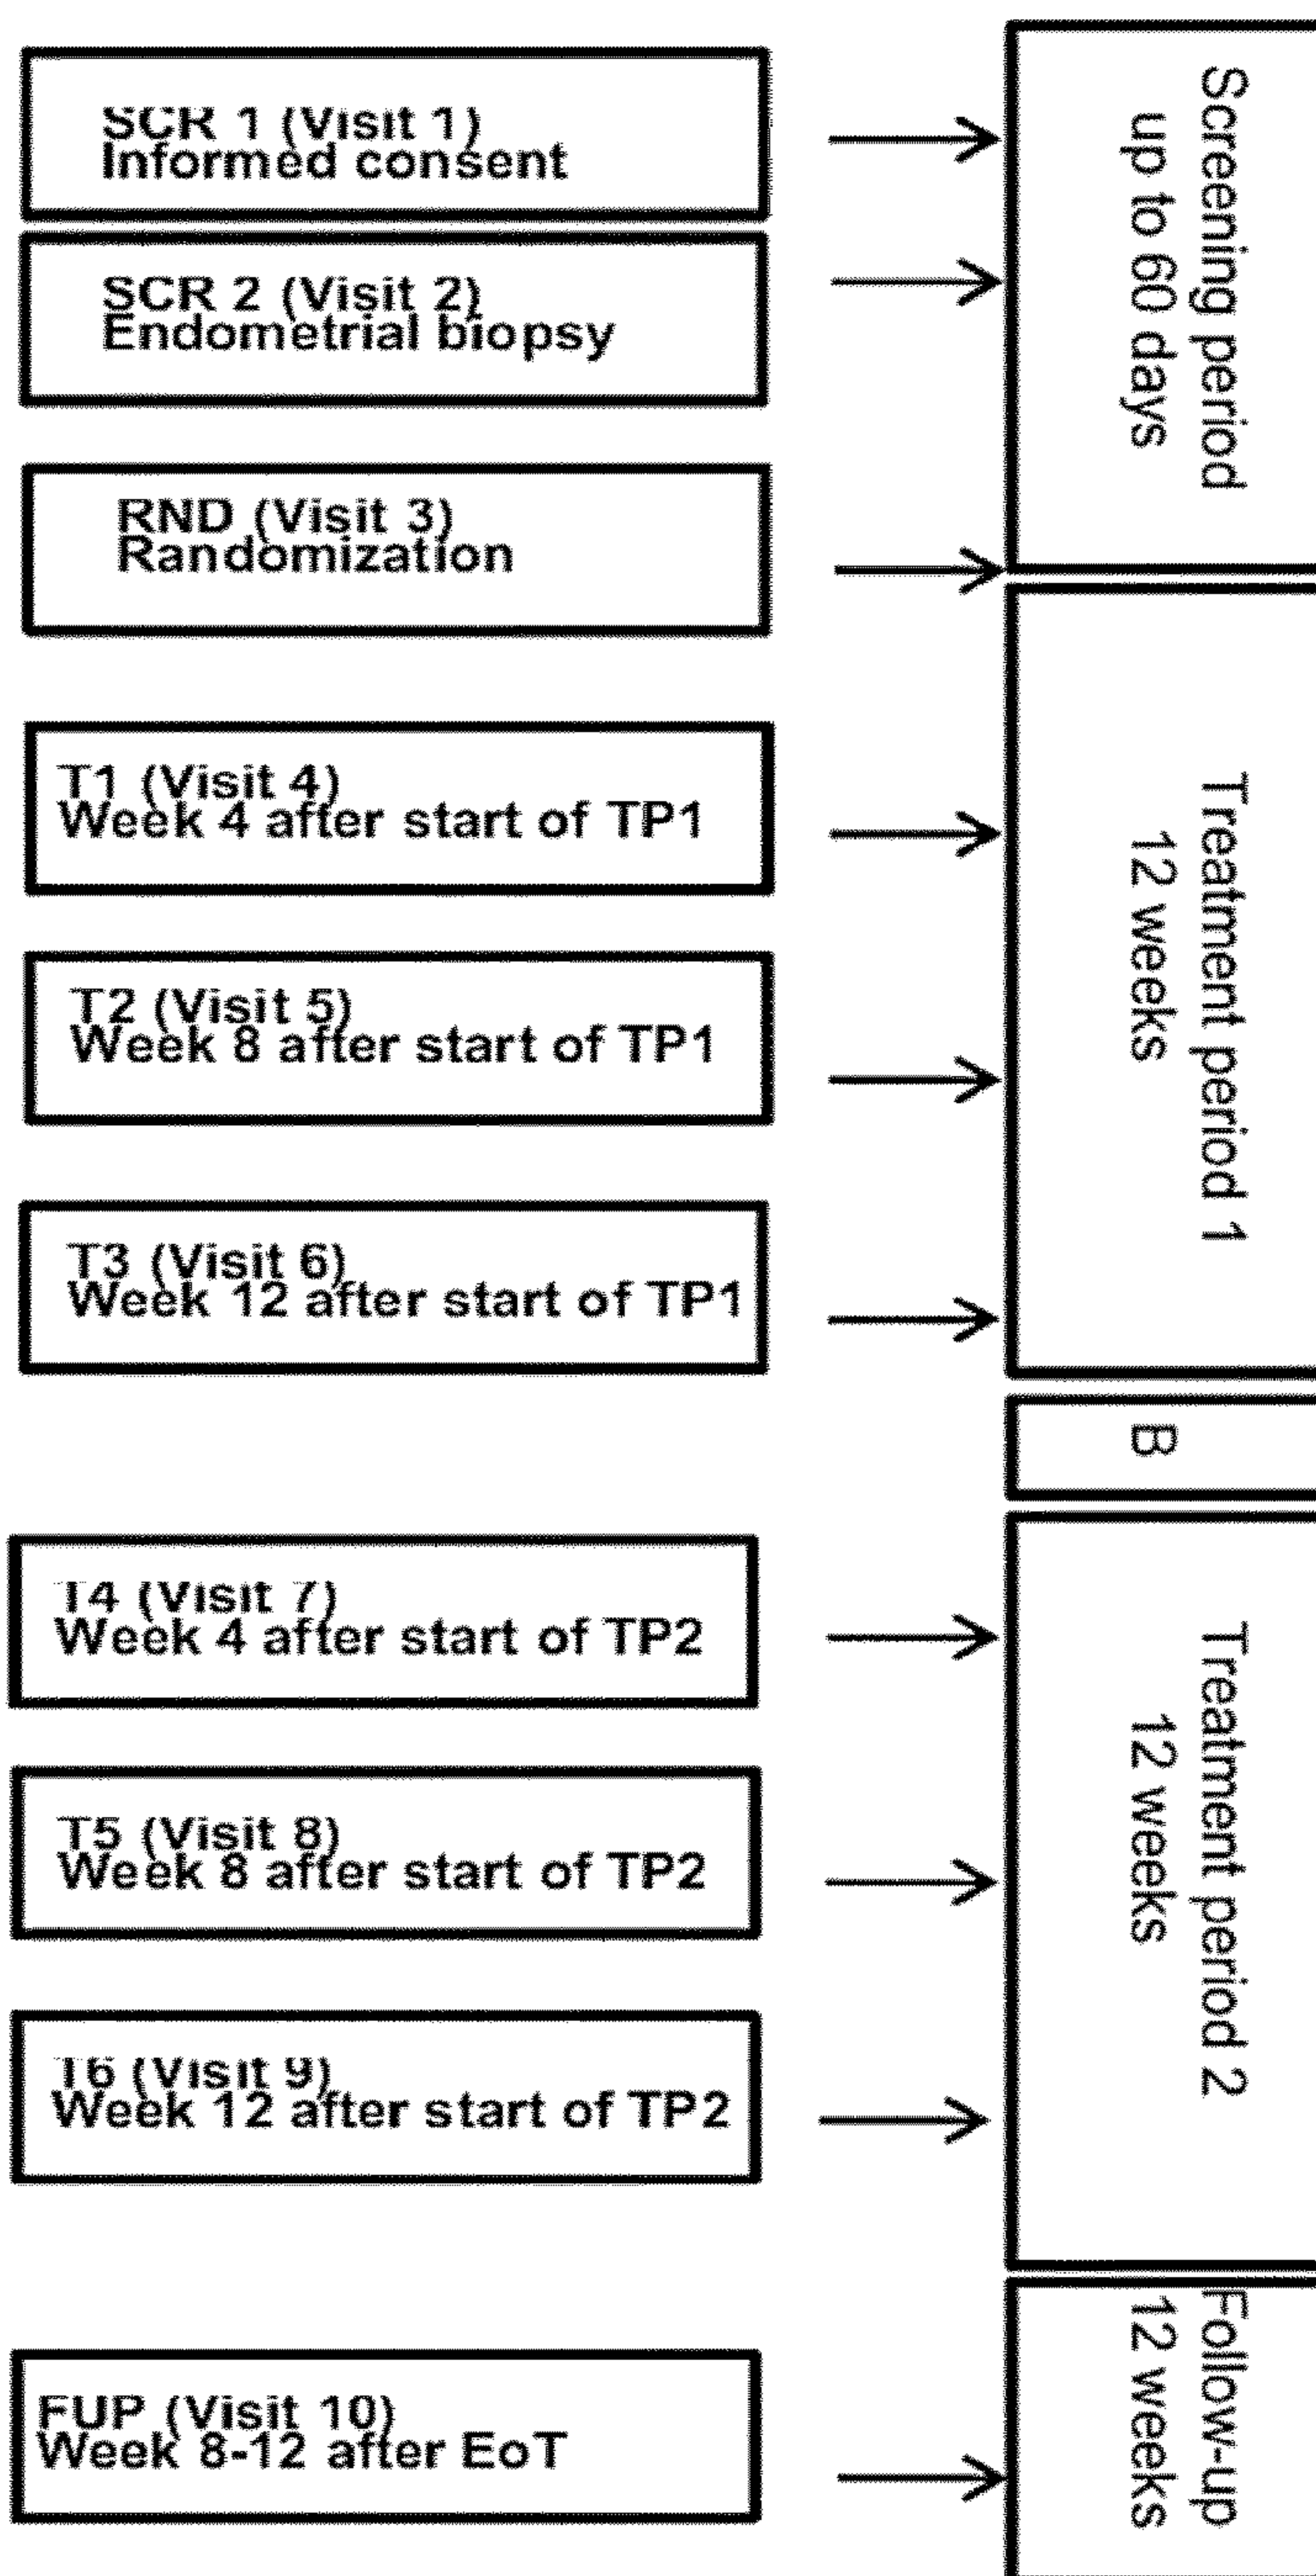 SCR 1 (Visit 1)
Informed consent
SCR 2 (Visit 2)
Endometrial biopsy
Screening period
up to 60 days
RND (Visit 3)
Randomization
T1 (Visit 4)
Week 4 after start of TP1
T2 (Visit 5)
Week 8 after start of TP1
T3 (Visit 6)
Week 12 after start of TP1
Treatment period 1
12 weeks
B
T4 (Visit 7)
Week 4 after start of TP2
T5 (Visit 8)
Week 8 after start of TP2
T6 (Visit 9)
Week 12 after start of TP2
Treatment period 2
12 weeks
FUP (Visit 10)
Week 8-12 after EoT
Follow-up
12 weeks